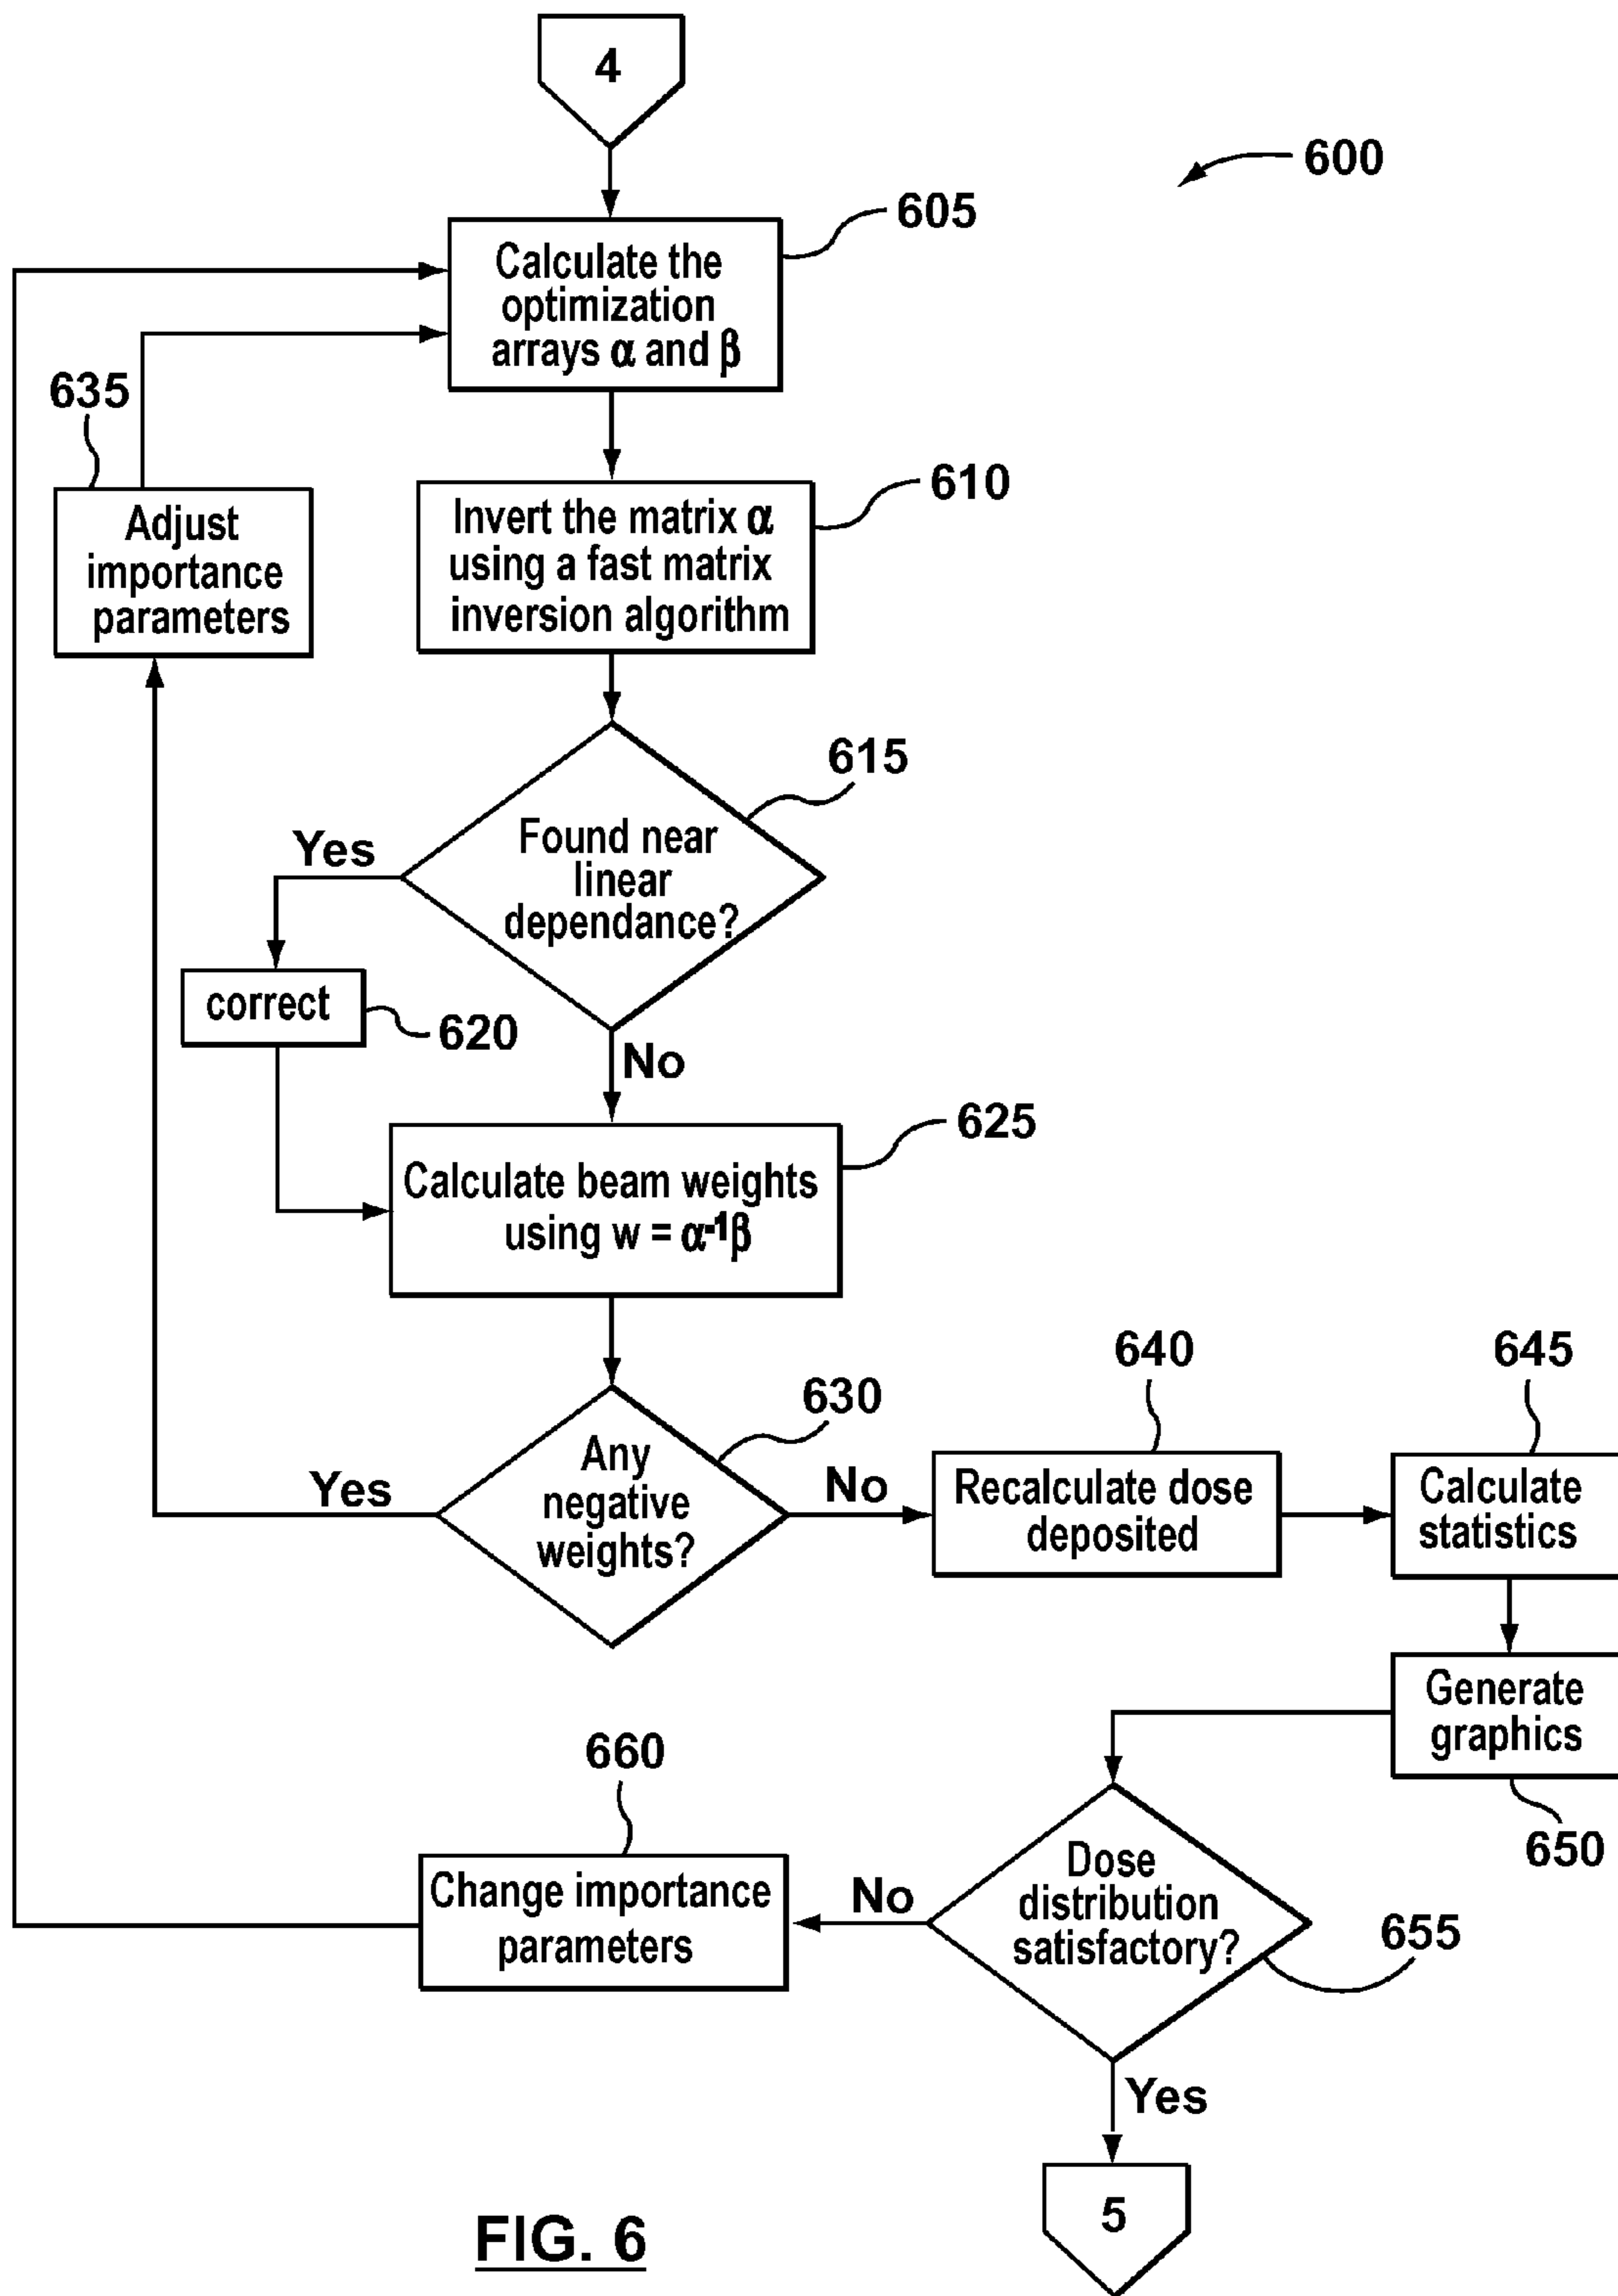 4
600
605
Calculate the
optimization
arrays α and β
635
Adjust
importance
parameters
610
Invert the matrix α
using a fast matrix
inversion algorithm
615
Found near
linear
dependance?
Yes
correct
620
No
625
Calculate beam weights
using w = α-1β
630
Any
negative
weights?
Yes
No
640
Recalculate dose
deposited
645
Calculate
statistics
Generate
graphics
650
660
Change importance
parameters
No
Dose
distribution
satisfactory?
655
Yes
5
FIG. 6